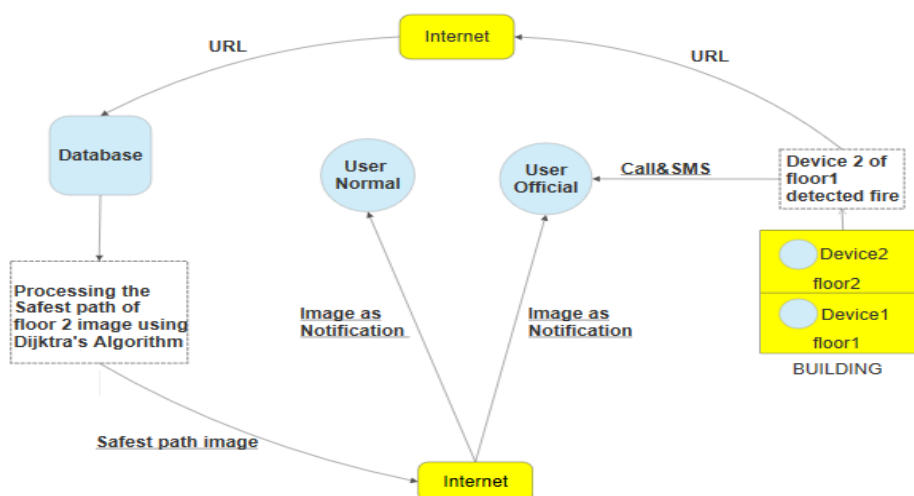 Internet
URL
URL
Database
User
Normal
User
Official
Call&SMS
Device 2 of
floor1
detected fire
Device2
floor2
Device1
floor1
BUILDING
Processing the
Safest path of
floor 2 image using
Dijktra's Algorithm
Image as
Notification
Image as
Notification
Safest path image
Internet